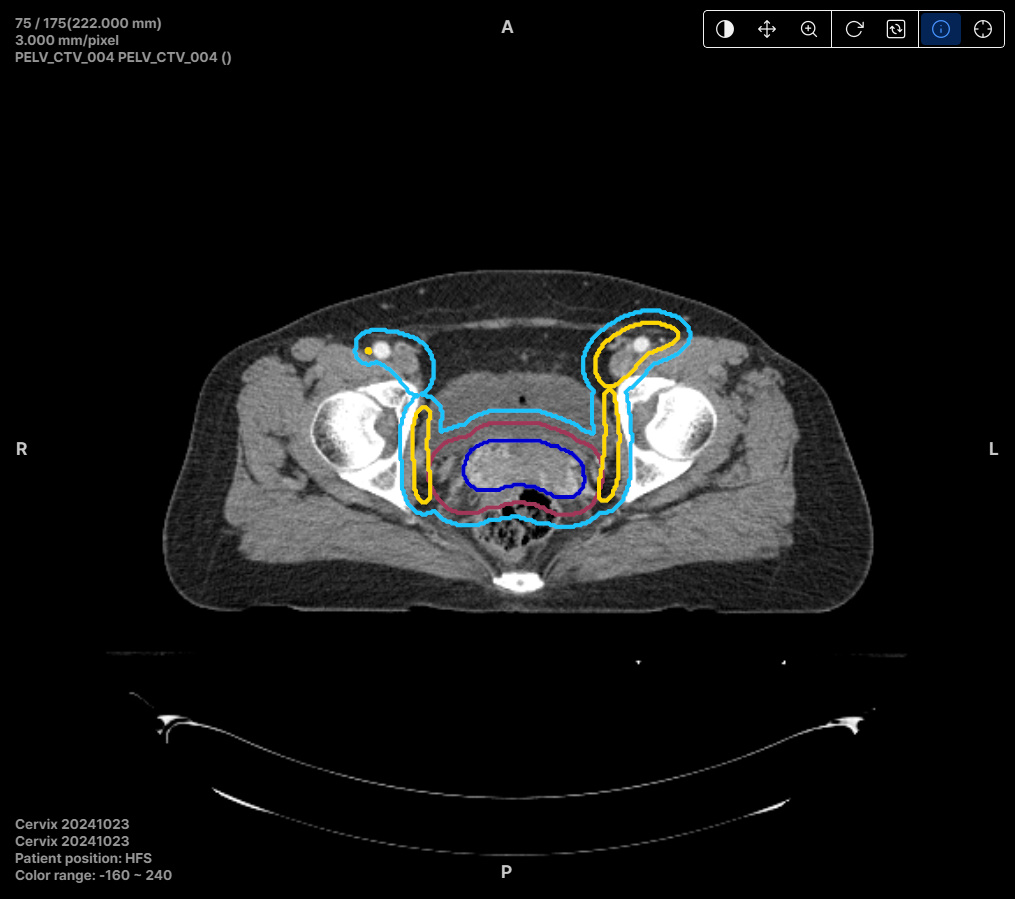 75 / 175(222.000 mm)
3.000 mm/pixel
PELV_CTV_004 PELV_CTV_004 ()
A
R
L
Cervix 20241023
Cervix 20241023
Patient position: HFS
Color range: -160 ~ 240
P